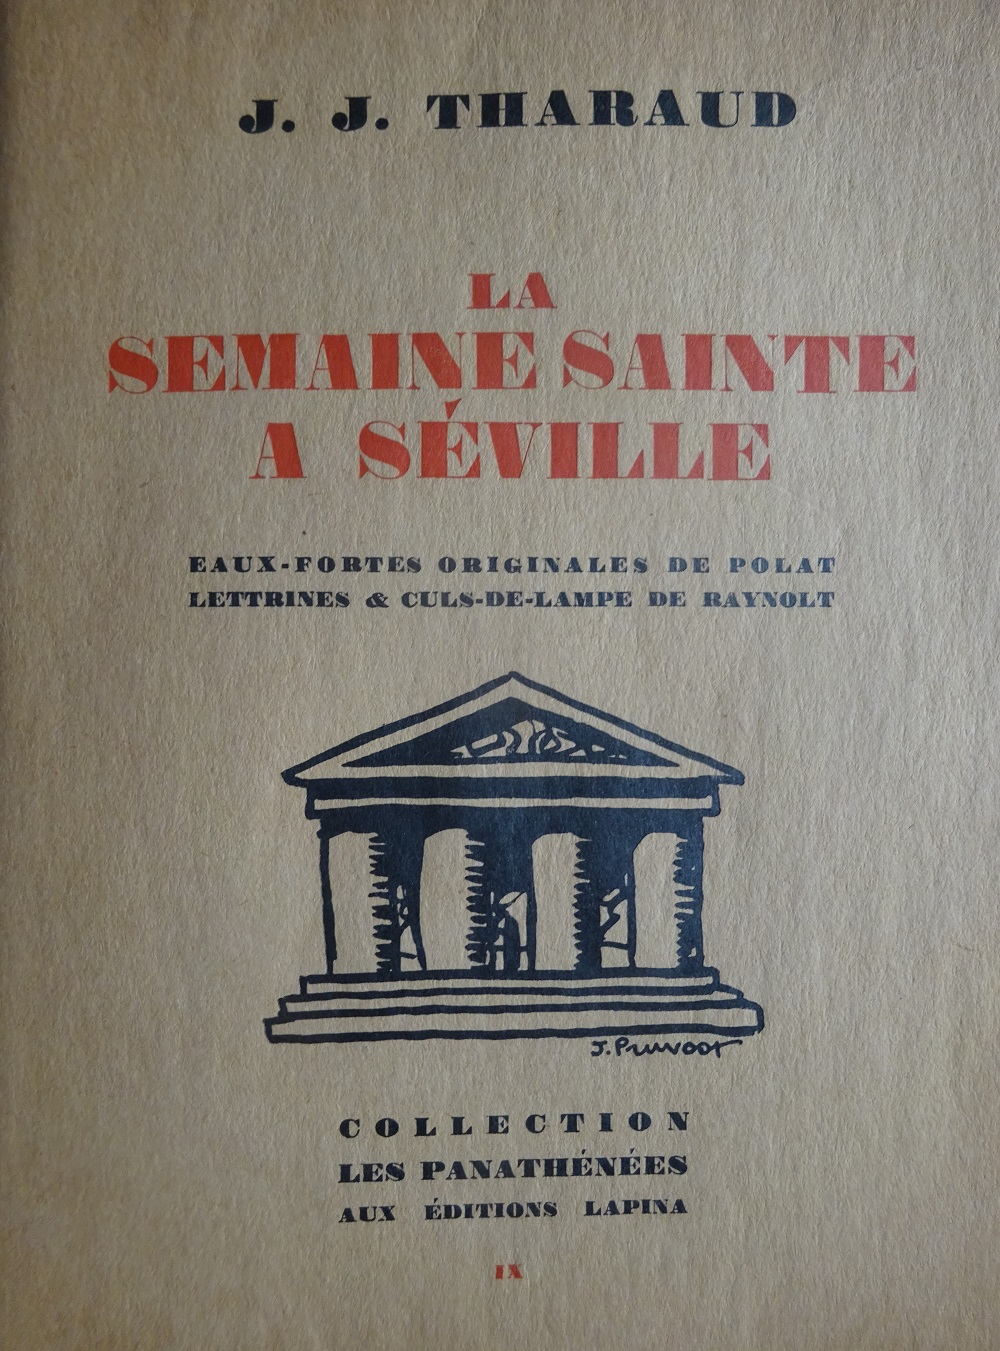 J. J. THARAUD
LA
SEMAINE SAINTE
A SÉVILLE
EAUX-FORTES ORIGINALES DE POLAT
LETTRINES & CULS-DE-LAMPE DE RAYNOLT
J. Pruvost
COLLECTION
LES PANATHÉNÉES
AUX ÉDITIONS LAPINA
IX